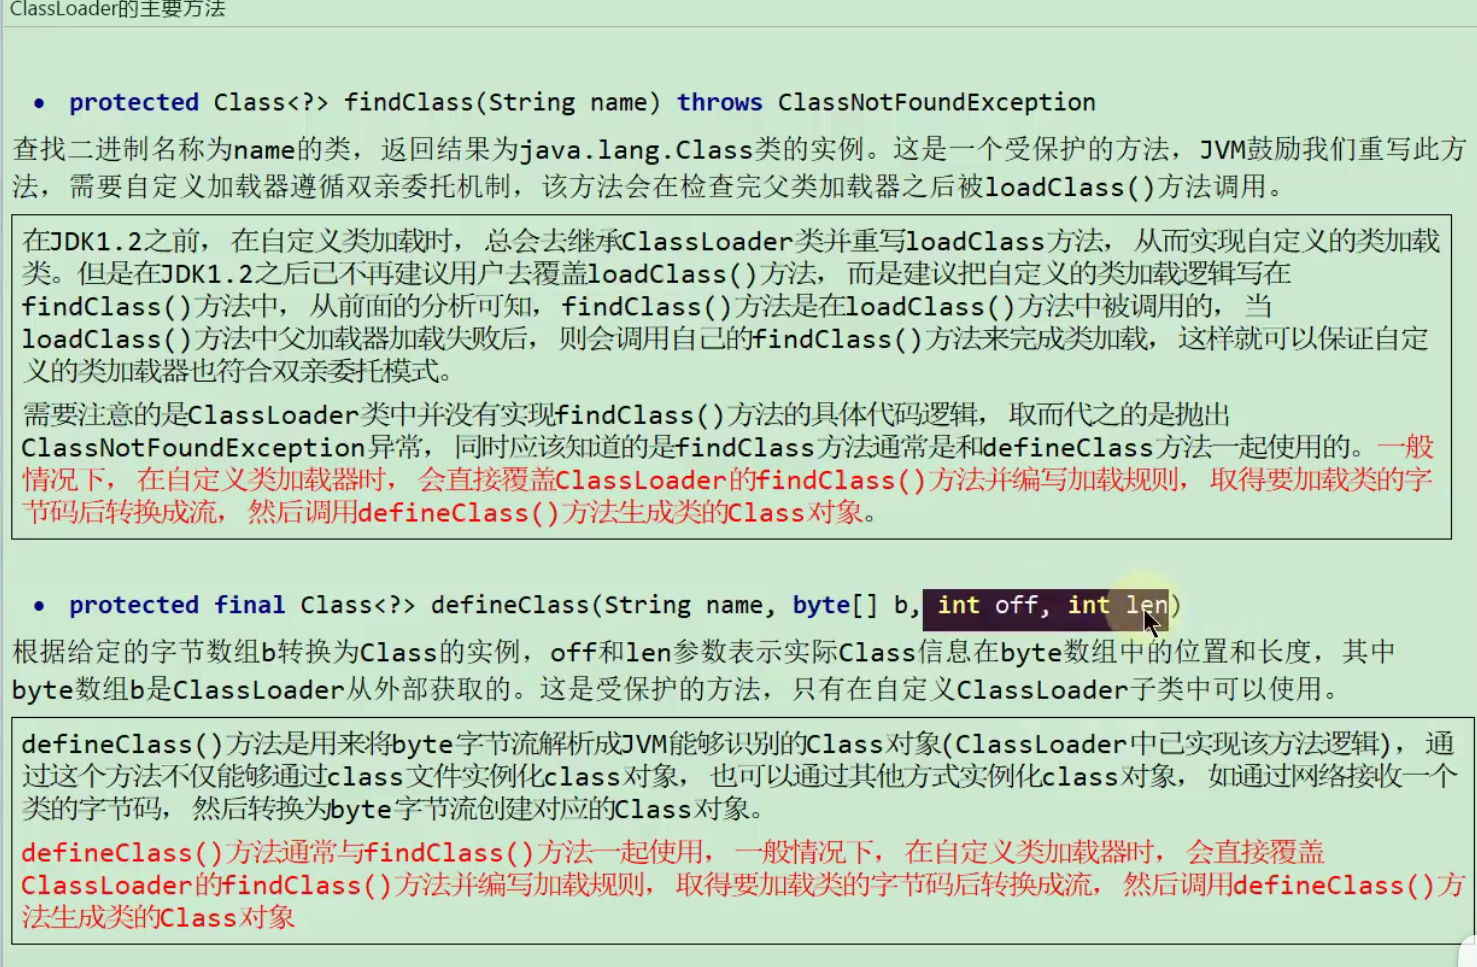 ClassLoader的主要方法
• protected Class<?> findClass(String name) throws ClassNotFoundException
查找二进制名称为name的类，返回结果为java.lang.Class类的实例。这是一个受保护的方法，JVM鼓励我们重写此方
法，需要自定义加载器遵循双亲委托机制，该方法会在检查完父类加载器之后被loadClass()方法调用。
在JDK1.2之前，在自定义类加载时，总会去继承ClassLoader类并重写loadClass方法，从而实现自定义的类加载
类。但是在JDK1.2之后已不再建议用户去覆盖loadClass()方法，而是建议把自定义的类加载逻辑写在
findClass()方法中，从前面的分析可知，findClass()方法是在loadClass()方法中被调用的，当
loadClass()方法中父加载器加载失败后，则会调用自己的findClass()方法来完成类加载，这样就可以保证自定
义的类加载器也符合双亲委托模式。
需要注意的是ClassLoader类中并没有实现findClass()方法的具体代码逻辑，取而代之的是抛出
ClassNotFoundException异常，同时应该知道的是findClass方法通常是和defineClass方法一起使用的。一般
情况下，在自定义类加载器时，会直接覆盖ClassLoader的findClass()方法并编写加载规则，取得要加载类的字
节码后转换成流，然后调用defineClass()方法生成类的Class对象。
• protected final Class<?> defineClass(String name, byte[] b, int off, int len)
根据给定的字节数组b转换为Class的实例，off和len参数表示实际Class信息在byte数组中的位置和长度，其中
byte数组b是ClassLoader从外部获取的。这是受保护的方法，只有在自定义ClassLoader子类中可以使用。
defineClass()方法是用来将byte字节流解析成JVM能够识别的Class对象(ClassLoader中已实现该方法逻辑)，通
过这个方法不仅能够通过class文件实例化class对象，也可以通过其他方式实例化class对象，如通过网络接收一个
类的字节码，然后转换为byte字节流创建对应的Class对象。
defineClass()方法通常与findClass()方法一起使用，一般情况下，在自定义类加载器时，会直接覆盖
ClassLoader的findClass()方法并编写加载规则，取得要加载类的字节码后转换成流，然后调用defineClass()方
法生成类的Class对象